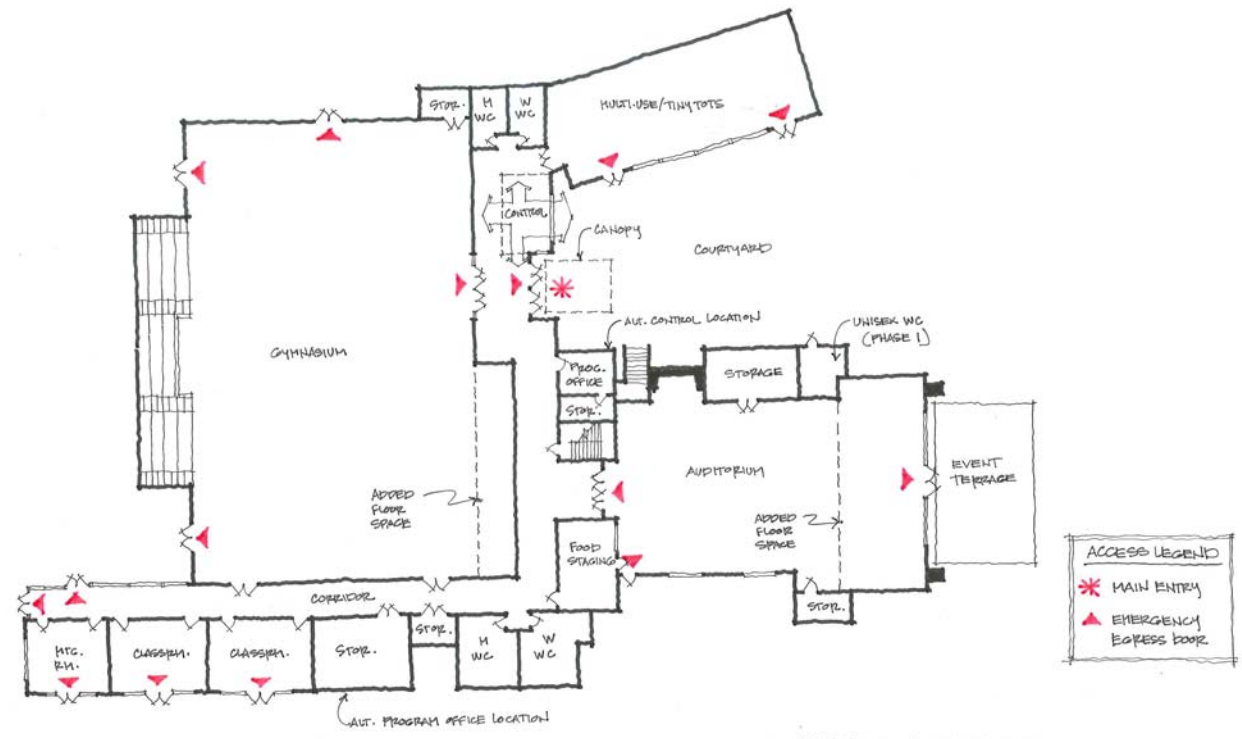 STOR.
M
WC
W
WC
MULTI-USE/TINY TOTS
CONTROL
CANOPY
COURTYARD
GYMNASIUM
ALT. CONTROL LOCATION
UNISEX WC
(PHASE 1)
PROG.
OFFICE
STORAGE
STOR.
AUDITORIUM
EVENT
TERRACE
ADDED
FLOOR
SPACE
ADDED
FLOOR
SPACE
FOOD
STAGING
ACCESS LEGEND
MAIN ENTRY
EMERGENCY
EGRESS DOOR
CORRIDOR
STOR.
MTG.
RM.
CLASSRM.
CLASSRM.
STOR.
STOR.
M
WC
W
WC
ALT. PROGRAM OFFICE LOCATION